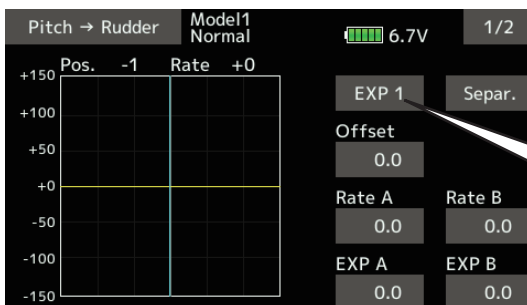 Pitch → Rudder
Model1
Normal
6.7V
1/2
Pos. -1 Rate +0
+150
+100
+50
+0
-50
-100
-150
EXP 1
Separ.
Offset
0.0
Rate A
Rate B
0.0
0.0
EXP A
EXP B
0.0
0.0